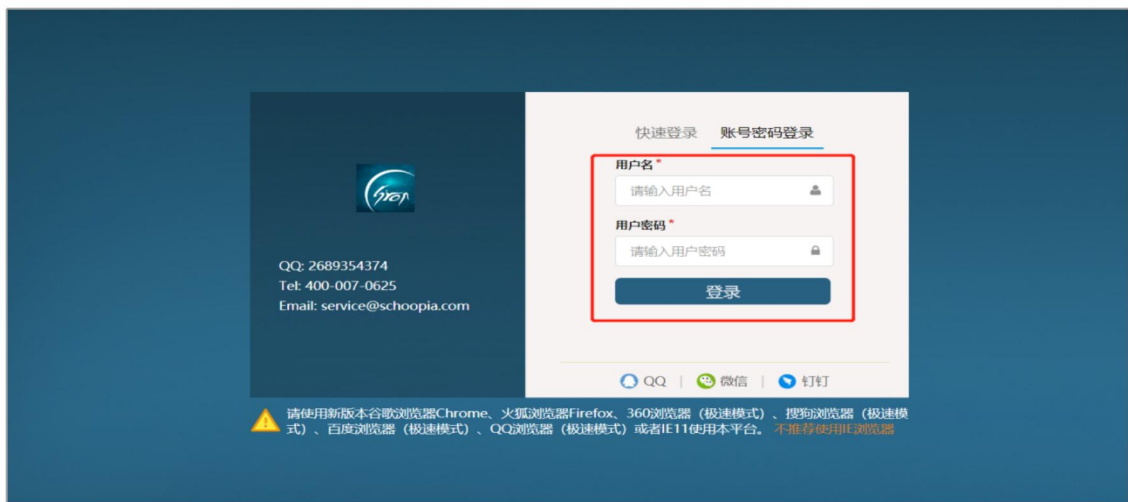 快速登录 账号密码登录
用户名*
请输入用户名
用户密码*
请输入用户密码
登录
QQ: 2689354374
Tel: 400-007-0625
Email: service@schoopia.com
QQ | 微信 | 钉钉
请使用新版本谷歌浏览器Chrome、火狐浏览器Firefox、360浏览器（极速模式）、搜狗浏览器（极速模
式）、百度浏览器（极速模式）、QQ浏览器（极速模式）或者IE11使用本平台。 不推荐使用IE浏览器